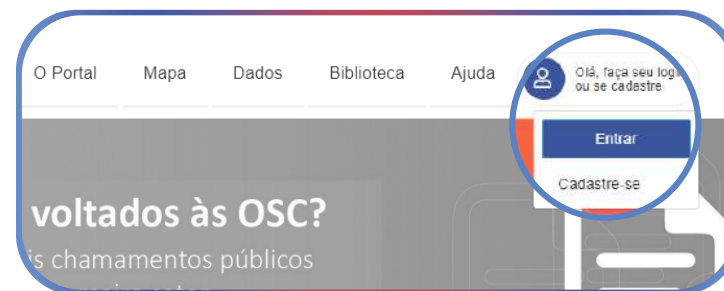 O Portal Mapa Dados Biblioteca Ajuda
Olá, faça seu login
ou se cadastre
Entrar
Cadastre-se
voltados às OSC?
is chamamentos públicos